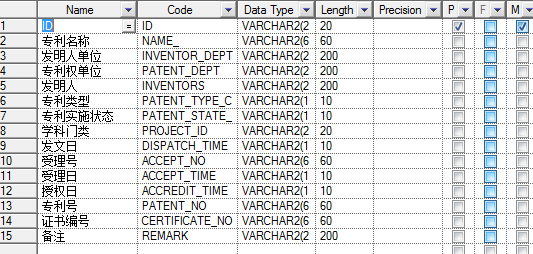 Name Code Data Type Length Precision P F M
1 ID = ID VARCHAR2(2 20
2 专利名称 NAME_ VARCHAR2(6 60
3 发明人单位 INVENTOR_DEPT VARCHAR2(2 200
4 专利权单位 PATENT_DEPT VARCHAR2(2 200
5 发明人 INVENTORS VARCHAR2(2 200
6 专利类型 PATENT_TYPE_C VARCHAR2(1 10
7 专利实施状态 PATENT_STATE_ VARCHAR2(1 10
8 学科门类 PROJECT_ID VARCHAR2(2 20
9 发文日 DISPATCH_TIME VARCHAR2(1 10
10 受理号 ACCEPT_NO VARCHAR2(6 60
11 受理日 ACCEPT_TIME VARCHAR2(1 10
12 授权日 ACCREDIT_TIME VARCHAR2(1 10
13 专利号 PATENT_NO VARCHAR2(6 60
14 证书编号 CERTIFICATE_NO VARCHAR2(6 60
15 备注 REMARK VARCHAR2(2 200